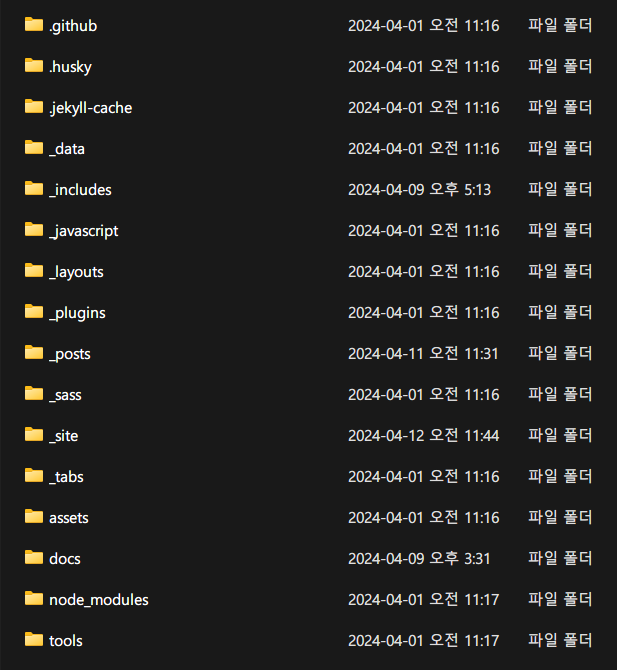 .github 2024-04-01 오전 11:16 파일 폴더
.husky 2024-04-01 오전 11:16 파일 폴더
.jekyll-cache 2024-04-01 오전 11:16 파일 폴더
_data 2024-04-01 오전 11:16 파일 폴더
_includes 2024-04-09 오후 5:13 파일 폴더
_javascript 2024-04-01 오전 11:16 파일 폴더
_layouts 2024-04-01 오전 11:16 파일 폴더
_plugins 2024-04-01 오전 11:16 파일 폴더
_posts 2024-04-11 오전 11:31 파일 폴더
_sass 2024-04-01 오전 11:16 파일 폴더
_site 2024-04-12 오전 11:44 파일 폴더
_tabs 2024-04-01 오전 11:16 파일 폴더
assets 2024-04-01 오전 11:16 파일 폴더
docs 2024-04-09 오후 3:31 파일 폴더
node_modules 2024-04-01 오전 11:17 파일 폴더
tools 2024-04-01 오전 11:17 파일 폴더